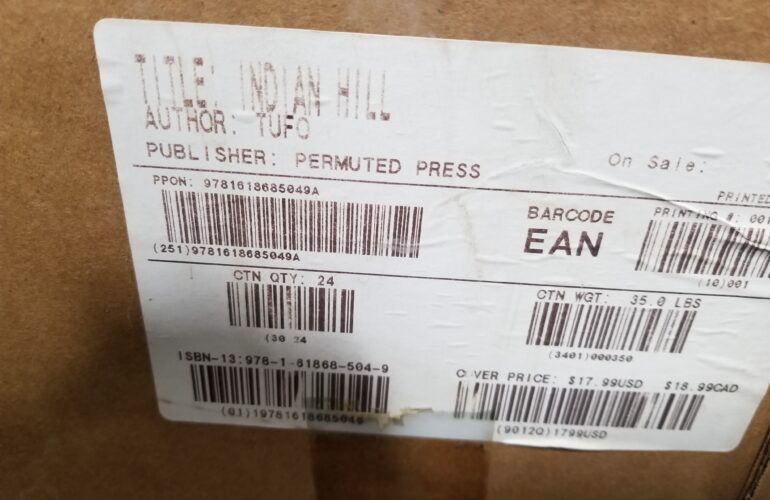 TITLE: INDIAN HILL
AUTHOR: TUFO
PUBLISHER: PERMUTED PRESS
On Sale:
PRINTED
PPON: 9781618685049A
(251)9781618685049A
BARCODE
EAN
PRINTING #: 001
(10)001
CTN QTY: 24
(30 24
CTN WGT: 35.0 LBS
(3401)000350
ISBN-13:978-1-61868-504-9
COVER PRICE: $17.99USD $18.99CAD
(9012Q)1799USD